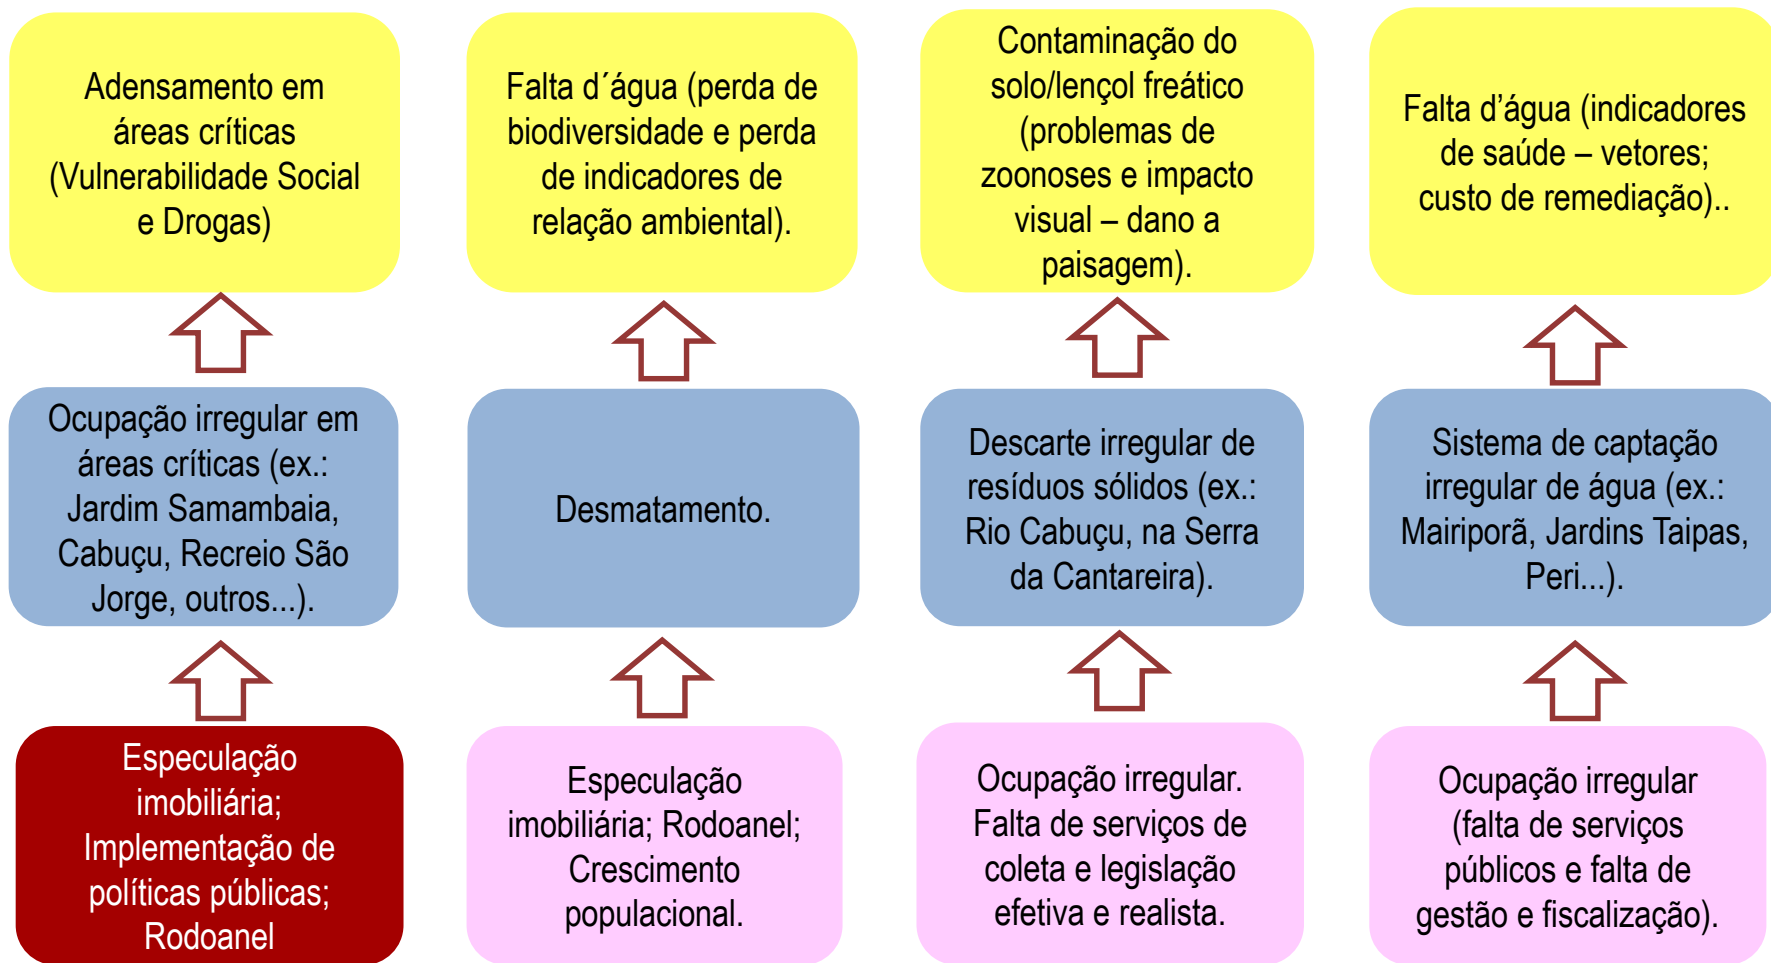 Adensamento em
áreas críticas
(Vulnerabilidade Social
e Drogas)
Falta d´água (perda de
biodiversidade e perda
de indicadores de
relação ambiental).
Contaminação do
solo/lençol freático
(problemas de
zoonoses e impacto
visual – dano a
paisagem).
Falta d’água (indicadores
de saúde – vetores;
custo de remediação)..
Ocupação irregular em
áreas críticas (ex.:
Jardim Samambaia,
Cabuçu, Recreio São
Jorge, outros...).
Desmatamento.
Descarte irregular de
resíduos sólidos (ex.:
Rio Cabuçu, na Serra
da Cantareira).
Sistema de captação
irregular de água (ex.:
Mairiporã, Jardins Taipas,
Peri...).
Especulação
imobiliária;
Implementação de
políticas públicas;
Rodoanel
Especulação
imobiliária; Rodoanel;
Crescimento
populacional.
Ocupação irregular.
Falta de serviços de
coleta e legislação
efetiva e realista.
Ocupação irregular
(falta de serviços
públicos e falta de
gestão e fiscalização).